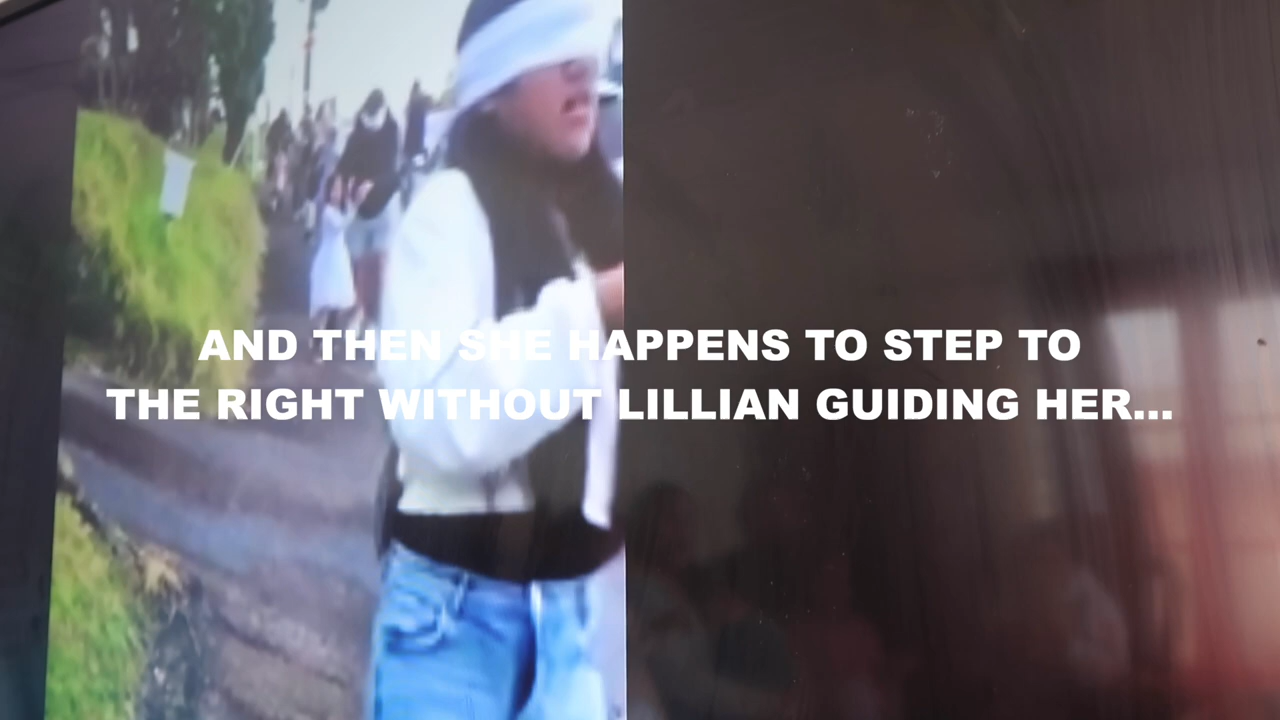 AND THEN SHE HAPPENS TO STEP TO
THE RIGHT WITHOUT LILLIAN GUIDING HER...